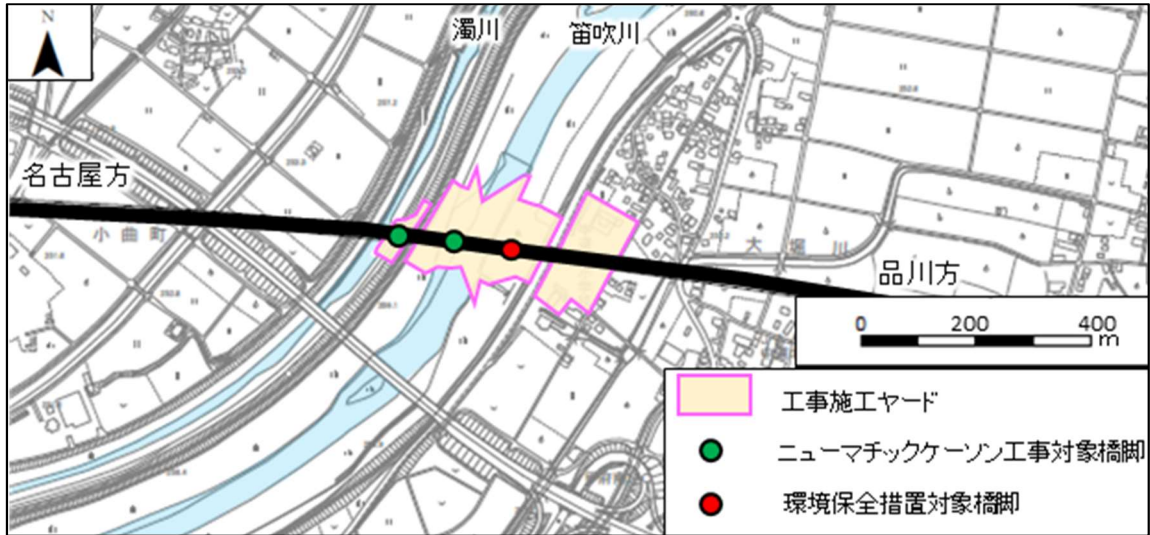 N
濁川
笛吹川
名古屋方
小曲町
大堀川
品川方
0 200 400
m
工事施工ヤード
ニューマチックケーソン工事対象橋脚
環境保全措置対象橋脚